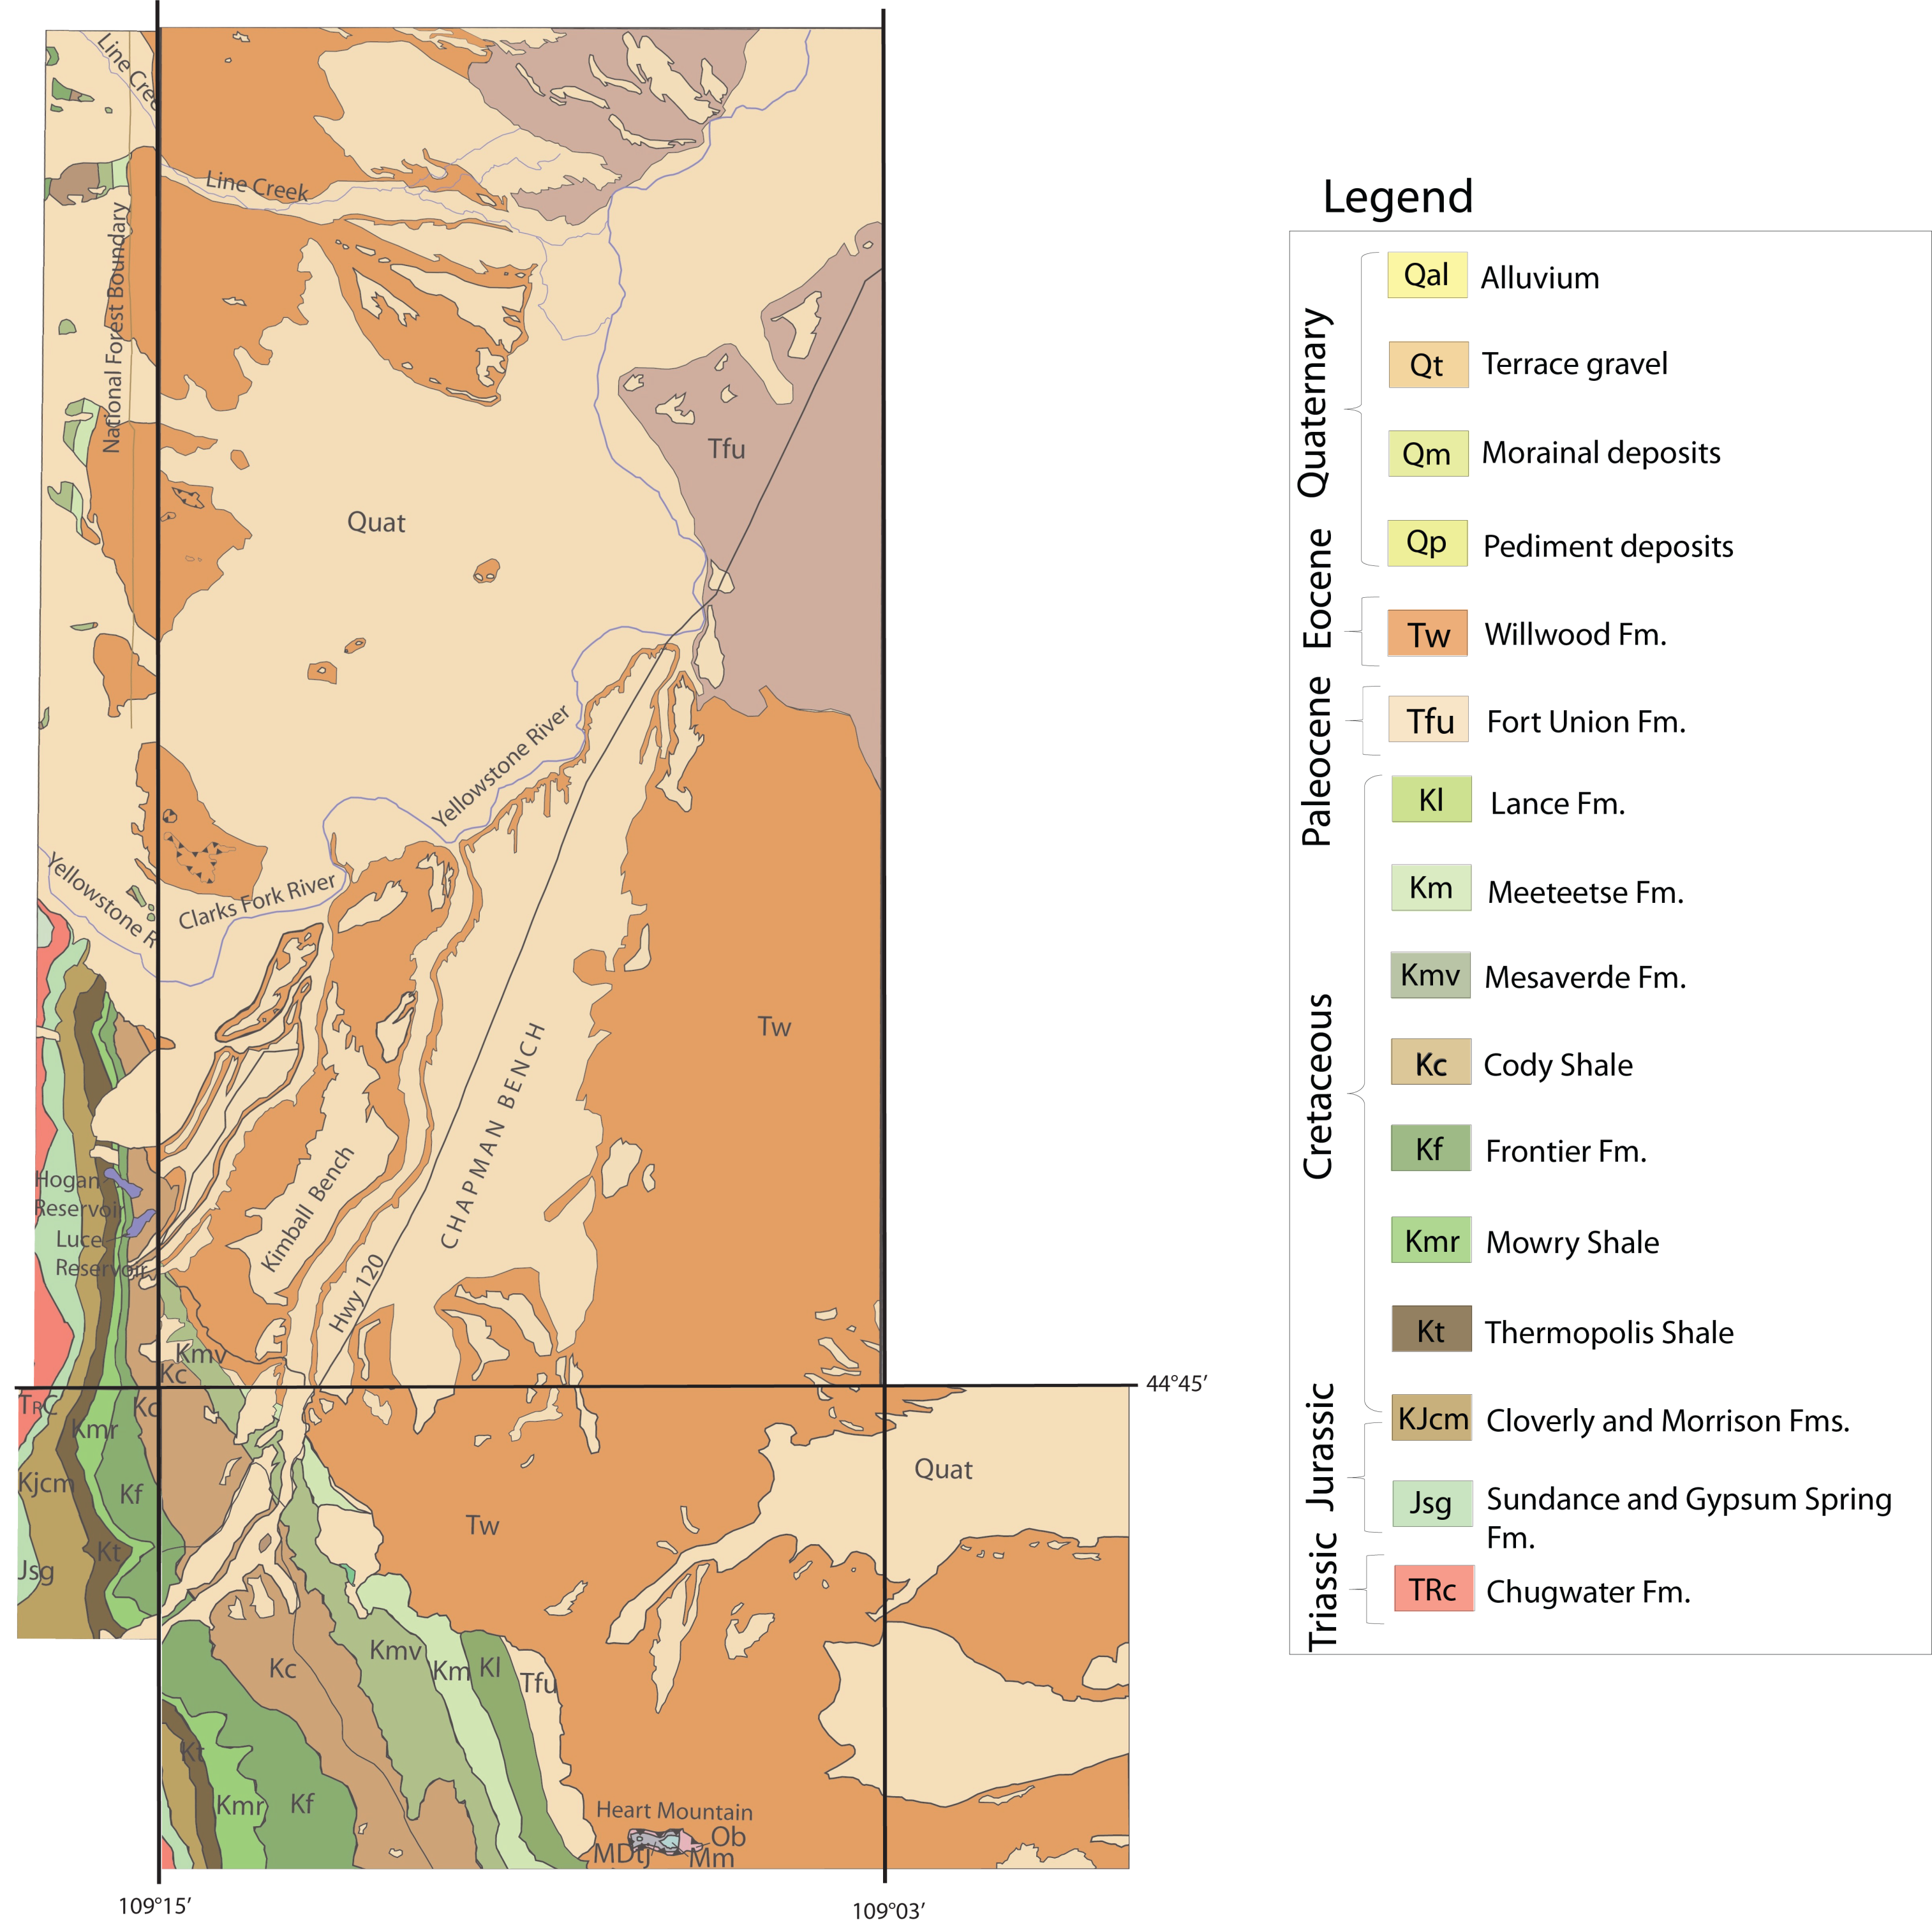 Line Creek
Line Creek
National Forest Boundary
Quat
Tfu
Yellowstone River
Yellowstone R
Clarks Fork River
Tw
CHAPMAN BENCH
Kimball Bench
Hwy 120
Hogan
Reservoir
Luce
Reservoir
Kmv
Kc
44°45′
TRC
Kc
Kmr
Kjcm
Kf
Kt
Jsg
Quat
Tw
Kmv
Kc
Km
Kl
Tfu
Kt
Kmr
Kf
Heart Mountain
Ob
MDtj
Mm
109°15′
109°03′
Legend
Quaternary
Qal Alluvium
Qt Terrace gravel
Qm Morainal deposits
Qp Pediment deposits
Eocene
Tw Willwood Fm.
Paleocene
Tfu Fort Union Fm.
Cretaceous
Kl Lance Fm.
Km Meeteetse Fm.
Kmv Mesaverde Fm.
Kc Cody Shale
Kf Frontier Fm.
Kmr Mowry Shale
Kt Thermopolis Shale
Jurassic
KJcm Cloverly and Morrison Fms.
Jsg Sundance and Gypsum Spring
Fm.
Triassic
TRc Chugwater Fm.